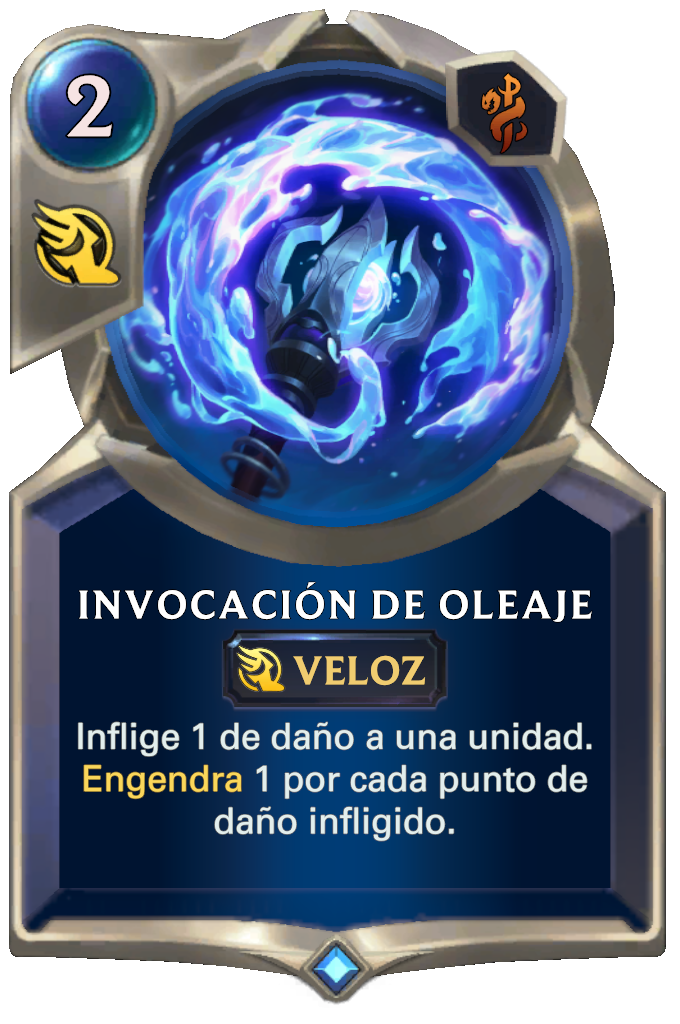 2
INVOCACIÓN DE OLEAJE
VELOZ
Inflige 1 de daño a una unidad.
Engendra 1 por cada punto de
daño infligido.